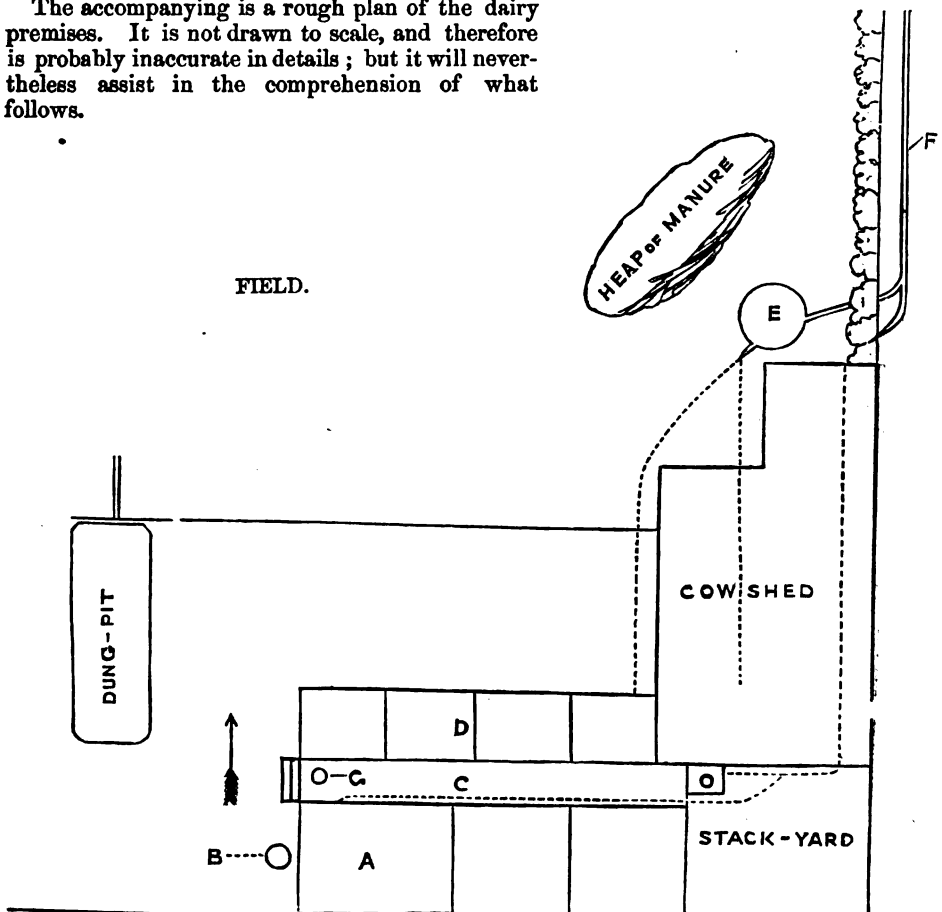 The accompanying is a rough plan of the dairy
premises. It is not drawn to scale, and therefore
is probably inaccurate in details ; but it will never-
theless assist in the comprehension of what
follows.
F
HEAP OF MANURE
FIELD.
E
COW SHED
DUNG-PIT
D
G
C
O
STACK-YARD
B
A